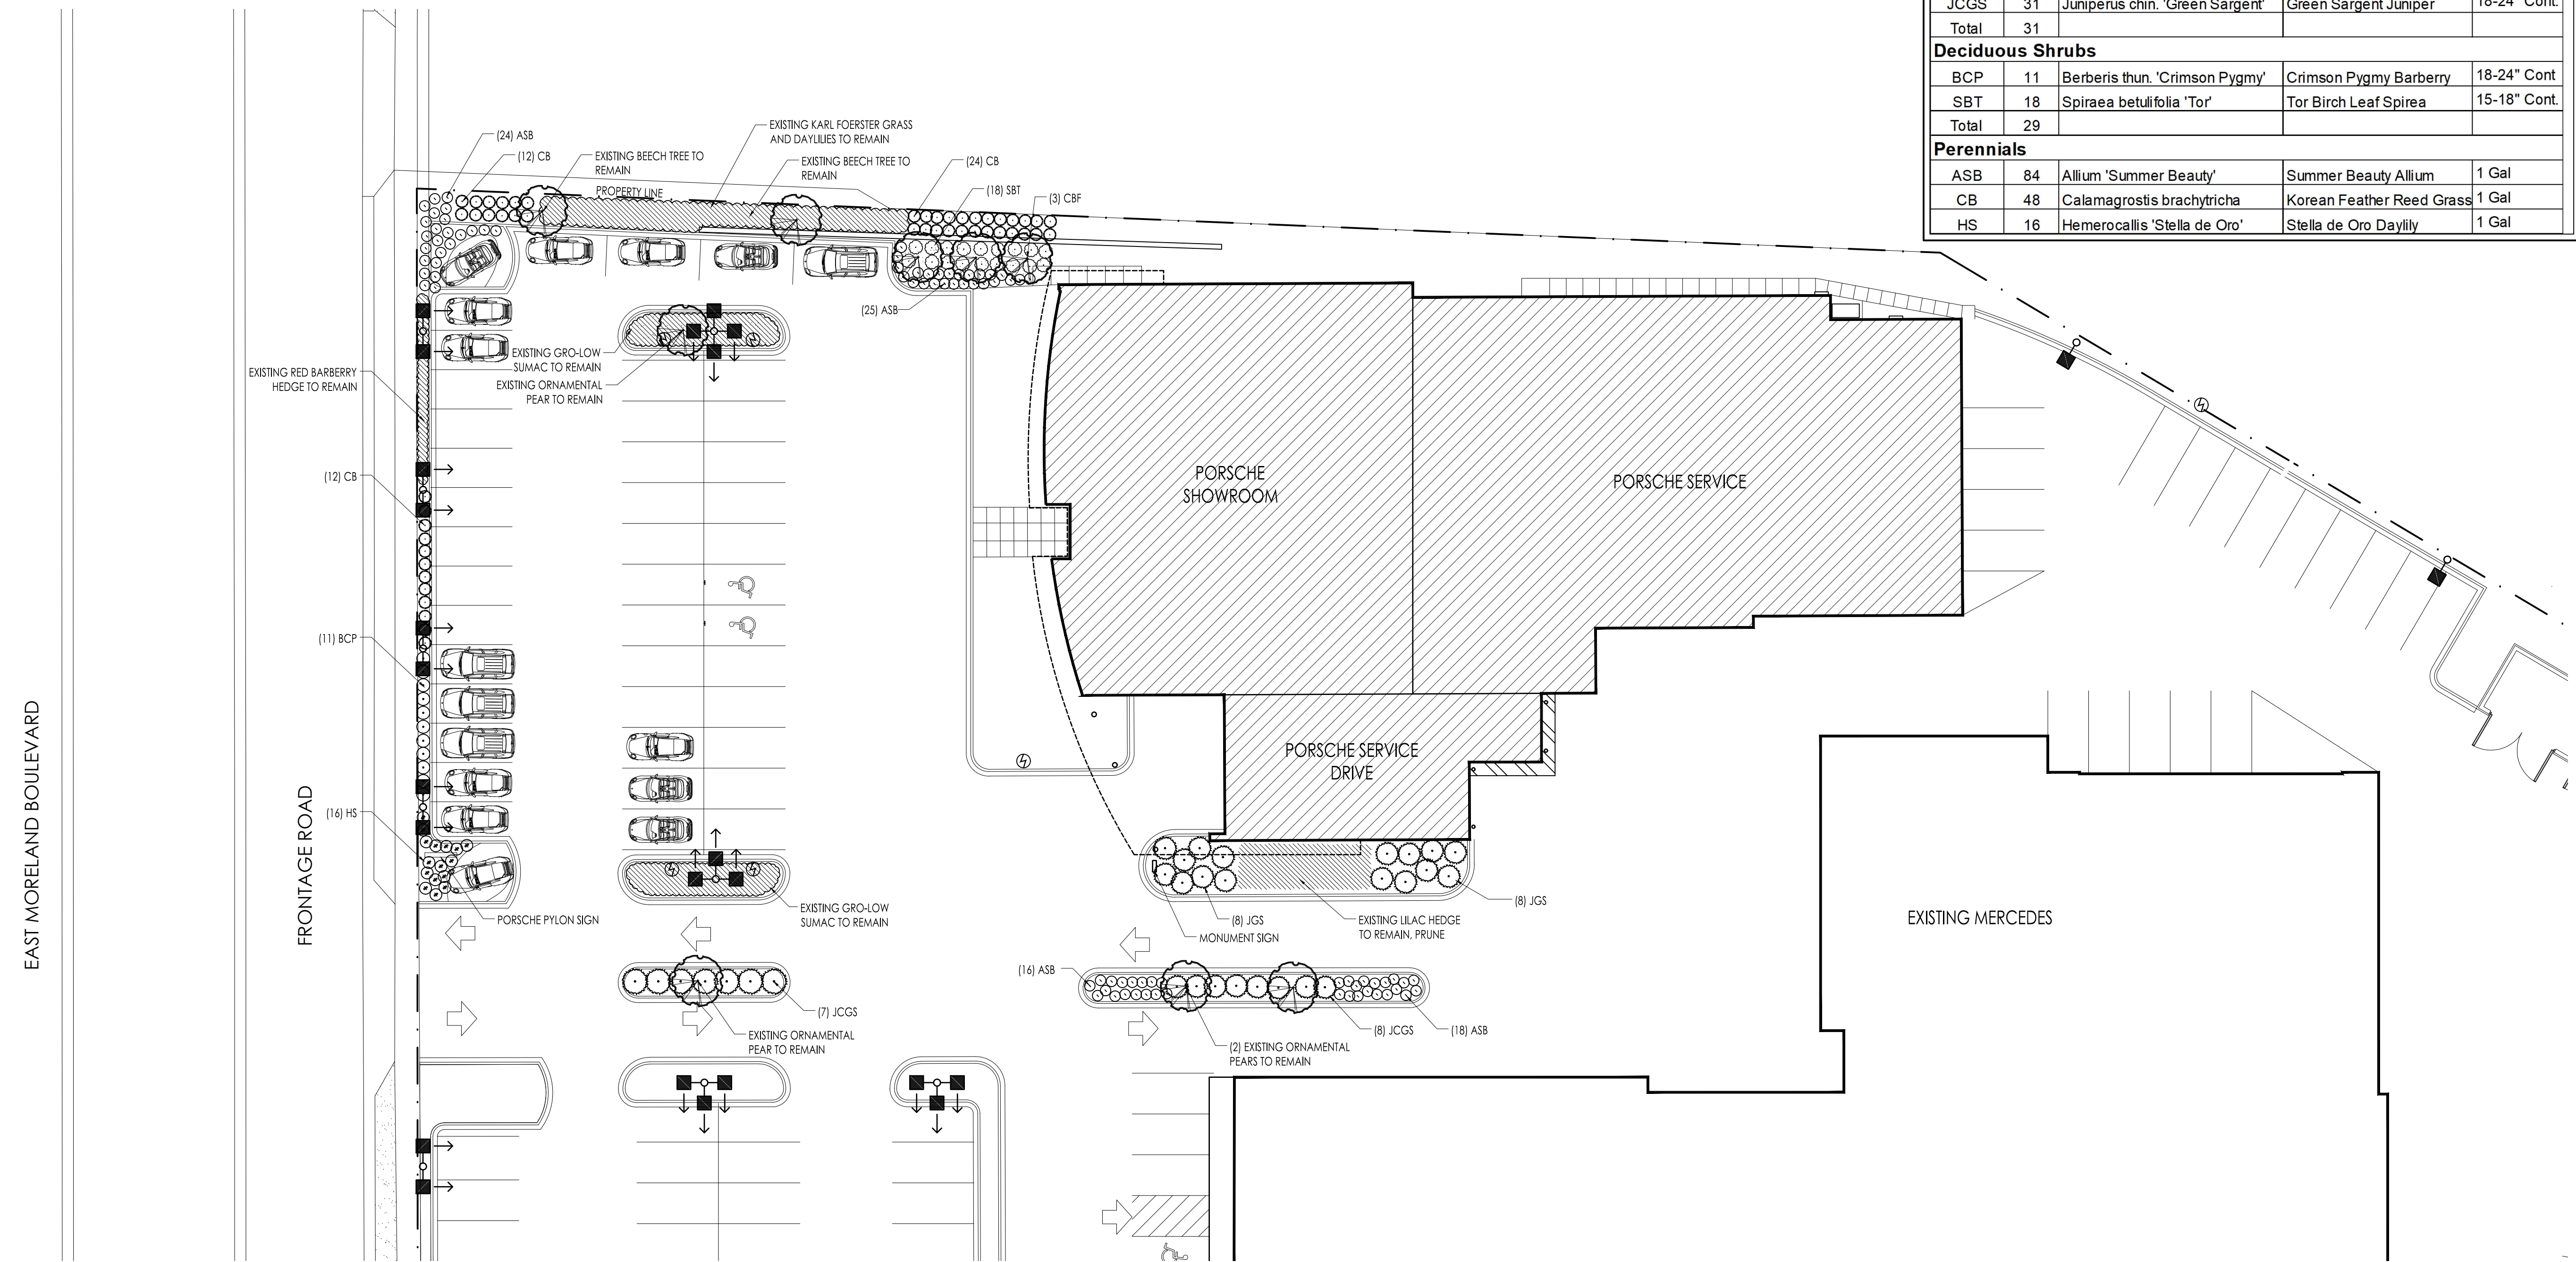 JCGS 31 Juniperus chin. 'Green Sargent' Green Sargent Juniper 18-24" Cont.
Total 31
Deciduous Shrubs
BCP 11 Berberis thun. 'Crimson Pygmy' Crimson Pygmy Barberry 18-24" Cont
SBT 18 Spiraea betulifolia 'Tor' Tor Birch Leaf Spirea 15-18" Cont.
Total 29
Perennials
ASB 84 Allium 'Summer Beauty' Summer Beauty Allium 1 Gal
CB 48 Calamagrostis brachytricha Korean Feather Reed Grass 1 Gal
HS 16 Hemerocallis 'Stella de Oro' Stella de Oro Daylily 1 Gal
(24) ASB
(12) CB
EXISTING BEECH TREE TO
REMAIN
PROPERTY LINE
EXISTING KARL FOERSTER GRASS
AND DAYLILIES TO REMAIN
EXISTING BEECH TREE TO
REMAIN
(24) CB
(18) SBT
(3) CBF
(25) ASB
EXISTING GRO-LOW
SUMAC TO REMAIN
EXISTING ORNAMENTAL
PEAR TO REMAIN
EXISTING RED BARBERRY
HEDGE TO REMAIN
(12) CB
(11) BCP
(16) HS
PORSCHE
SHOWROOM
PORSCHE SERVICE
PORSCHE SERVICE
DRIVE
EAST MORELAND BOULEVARD
FRONTAGE ROAD
PORSCHE PYLON SIGN
EXISTING GRO-LOW
SUMAC TO REMAIN
(8) JGS
MONUMENT SIGN
EXISTING LILAC HEDGE
TO REMAIN, PRUNE
(8) JGS
EXISTING MERCEDES
(7) JCGS
EXISTING ORNAMENTAL
PEAR TO REMAIN
(16) ASB
(2) EXISTING ORNAMENTAL
PEARS TO REMAIN
(8) JCGS
(18) ASB